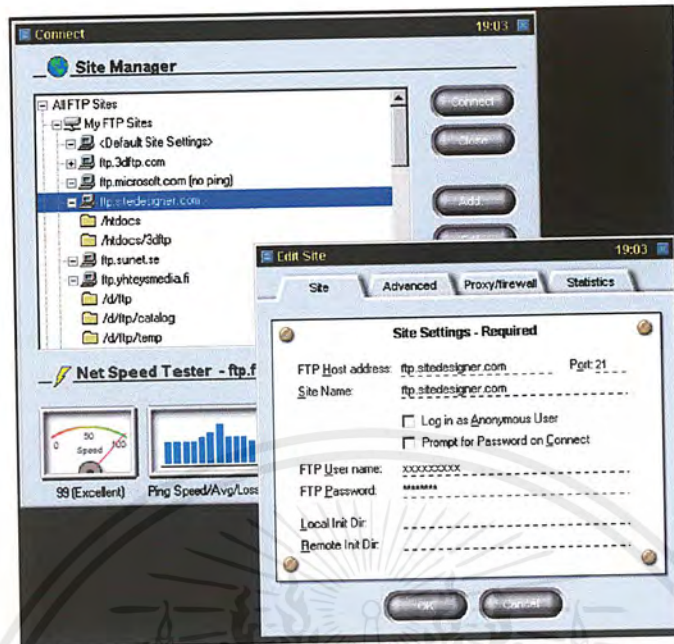 Connect 19:03
Site Manager
All FTP Sites
My FTP Sites
<Default Site Settings>
ftp.3dftp.com
ftp.microsoft.com (no ping)
ftp.sitedesigner.com
/htdocs
/htdocs/3dftp
ftp.sunet.se
ftp.yhteysmedia.fi
/d/ftp
/d/ftp/catalog
/d/ftp/temp
Connect
Close
Add...
Net Speed Tester - ftp.f
0 50 100
Speed
99 (Excellent) Ping Speed/Avg/Loss
Edit Site 19:03
Site Advanced Proxy/firewall Statistics
Site Settings - Required
FTP Host address: ftp.sitedesigner.com Port: 21
Site Name: ftp.sitedesigner.com
Log in as Anonymous User
Prompt for Password on Connect
FTP User name: xxxxxxxxx
FTP Password: ********
Local Init Dir:
Remote Init Dir:
OK Cancel